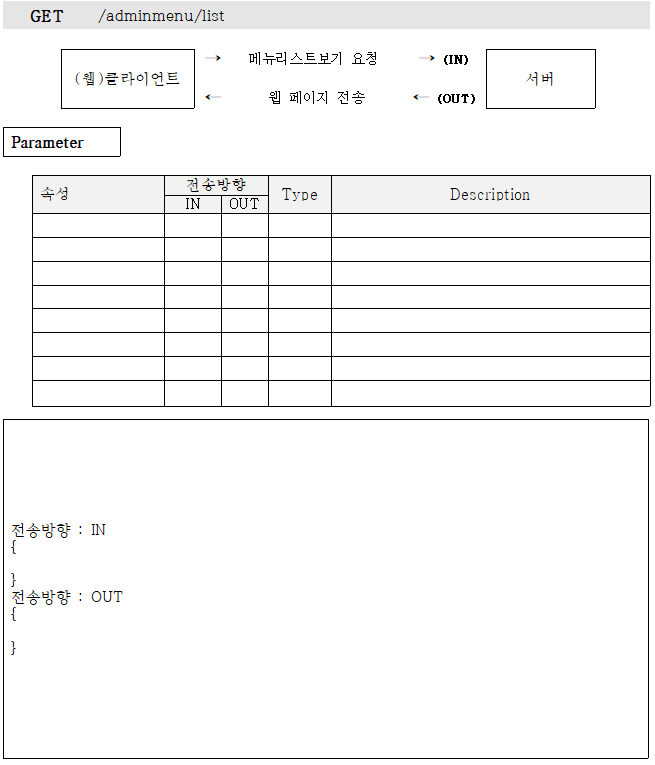 GET /adminmenu/list
(웹)클라이언트 → 메뉴리스트보기 요청 → (IN) 서버
← 웹 페이지 전송 ← (OUT)
Parameter
속성 전송방향 Type Description
IN OUT
전송방향 : IN
{
}
전송방향 : OUT
{
}